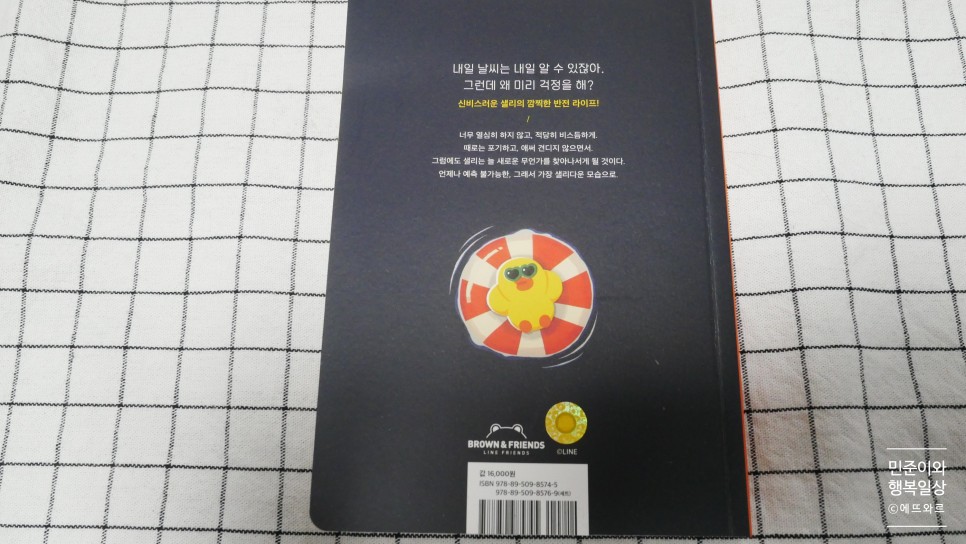 내일 날씨는 내일 알 수 있잖아.
그런데 왜 미리 걱정을 해?
신비스러운 샐리의 깜찍한 반전 라이프!
너무 열심히 하지 않고, 적당히 비스듬하게.
때로는 포기하고, 애써 견디지 않으면서.
그럼에도 샐리는 늘 새로운 무언가를 찾아나서게 될 것이다.
언제나 예측 불가능한, 그래서 가장 샐리다운 모습으로.
BROWN & FRIENDS
LINE FRIENDS
©LINE
값 16,000원
ISBN 978-89-509-8574-5
978-89-509-8576-9(세트)
민준이와
행복일상
©에뜨와르